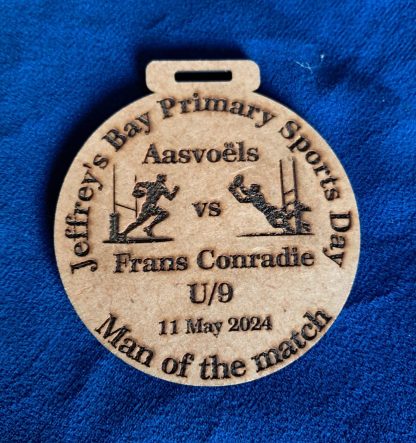 Jeffrey's Bay Primary Sports Day
Aasvoëls
vs
Frans Conradie
U/9
11 May 2024
Man of the match